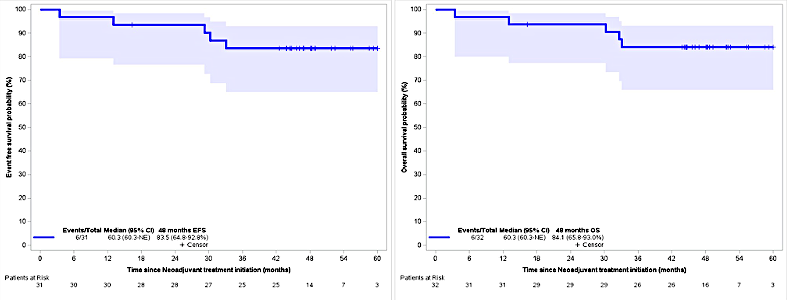 100
90
80
70
60
50
40
30
20
10
0
Event free survival probability (%)
Events/Total Median (95% CI) 48 months EFS
6/31 60.3 (60.3-NE) 83.5 (64.8-92.8%)
+ Censor
0 6 12 18 24 30 36 42 48 54 60
Time since Neoadjuvant treatment initiation (months)
Patients at Risk
31 30 30 28 28 27 25 25 14 7 3
100
90
80
70
60
50
40
30
20
10
0
Overall survival probability (%)
Events/Total Median (95% CI) 48 months OS
6/32 60.3 (60.3-NE) 84.1 (65.8-93.0%)
+ Censor
0 6 12 18 24 30 36 42 48 54 60
Time since Neoadjuvant treatment initiation (months)
Patients at Risk
32 31 31 29 29 29 26 26 16 7 3